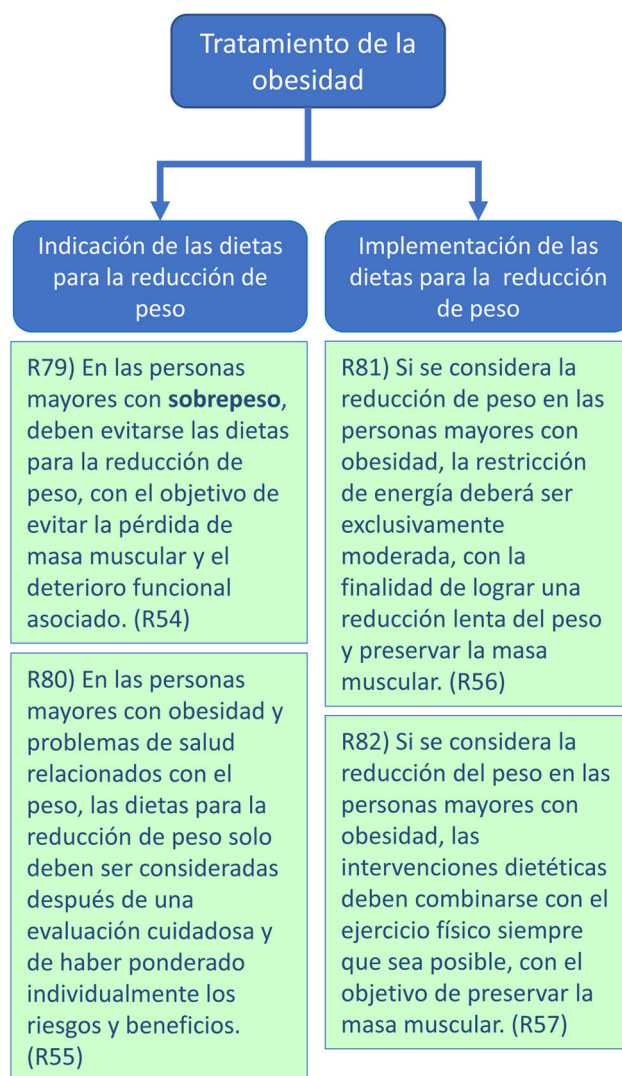 Tratamiento de la
obesidad
Indicación de las dietas
para la reducción de
peso
R79) En las personas
mayores con sobrepeso,
deben evitarse las dietas
para la reducción de
peso, con el objetivo de
evitar la pérdida de
masa muscular y el
deterioro funcional
asociado. (R54)
R80) En las personas
mayores con obesidad y
problemas de salud
relacionados con el
peso, las dietas para la
reducción de peso solo
deben ser consideradas
después de una
evaluación cuidadosa y
de haber ponderado
individualmente los
riesgos y beneficios.
(R55)
Implementación de las
dietas para la reducción
de peso
R81) Si se considera la
reducción de peso en las
personas mayores con
obesidad, la restricción
de energía deberá ser
exclusivamente
moderada, con la
finalidad de lograr una
reducción lenta del peso
y preservar la masa
muscular. (R56)
R82) Si se considera la
reducción del peso en las
personas mayores con
obesidad, las
intervenciones dietéticas
deben combinarse con el
ejercicio físico siempre
que sea posible, con el
objetivo de preservar la
masa muscular. (R57)